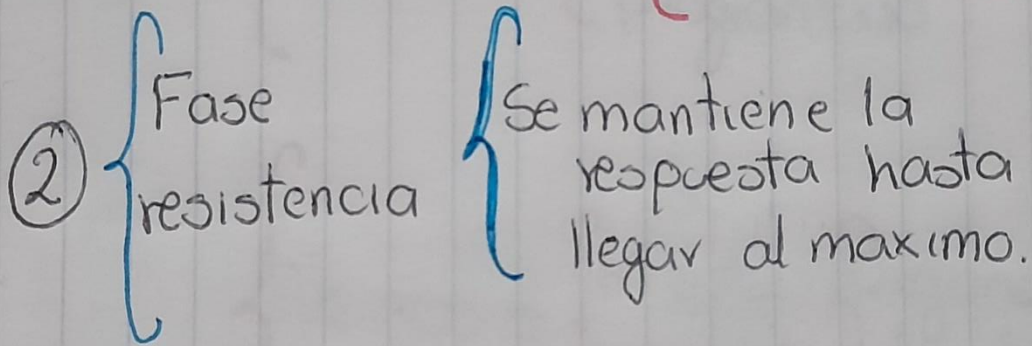 ② Fase
resistencia
Se mantiene la
respuesta hasta
llegar al maximo.